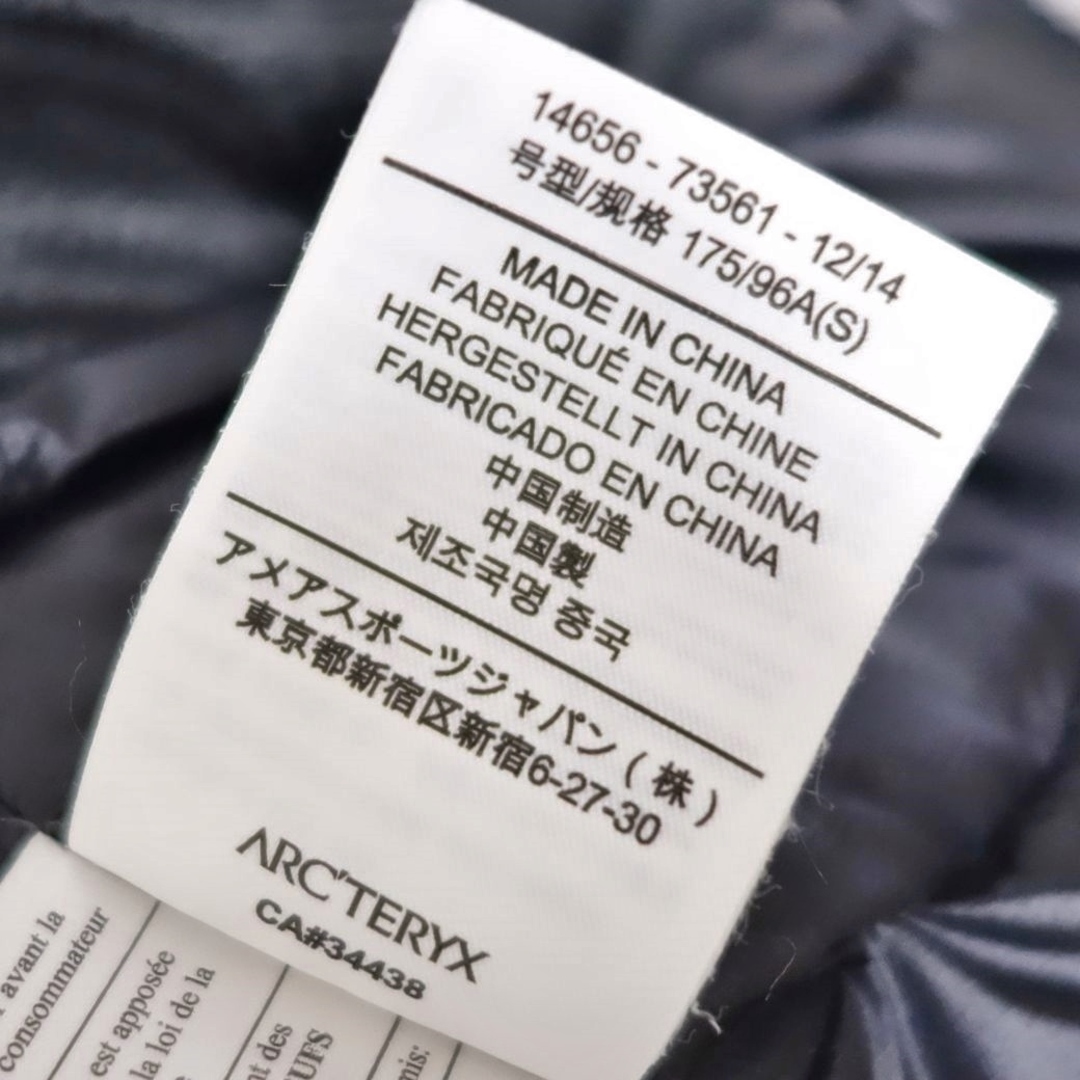 14656 - 73561 - 12/14
号型/规格 175/96A(S)
MADE IN CHINA
FABRIQUÉ EN CHINE
HERGESTELLT IN CHINA
FABRICADO EN CHINA
中国制造
中国製
제조국명 중국
アメアスポーツジャパン(株)
東京都新宿区新宿6-27-30
ARC'TERYX
CA#34438
avant la
consommateur
est apposée
la loi de la
des